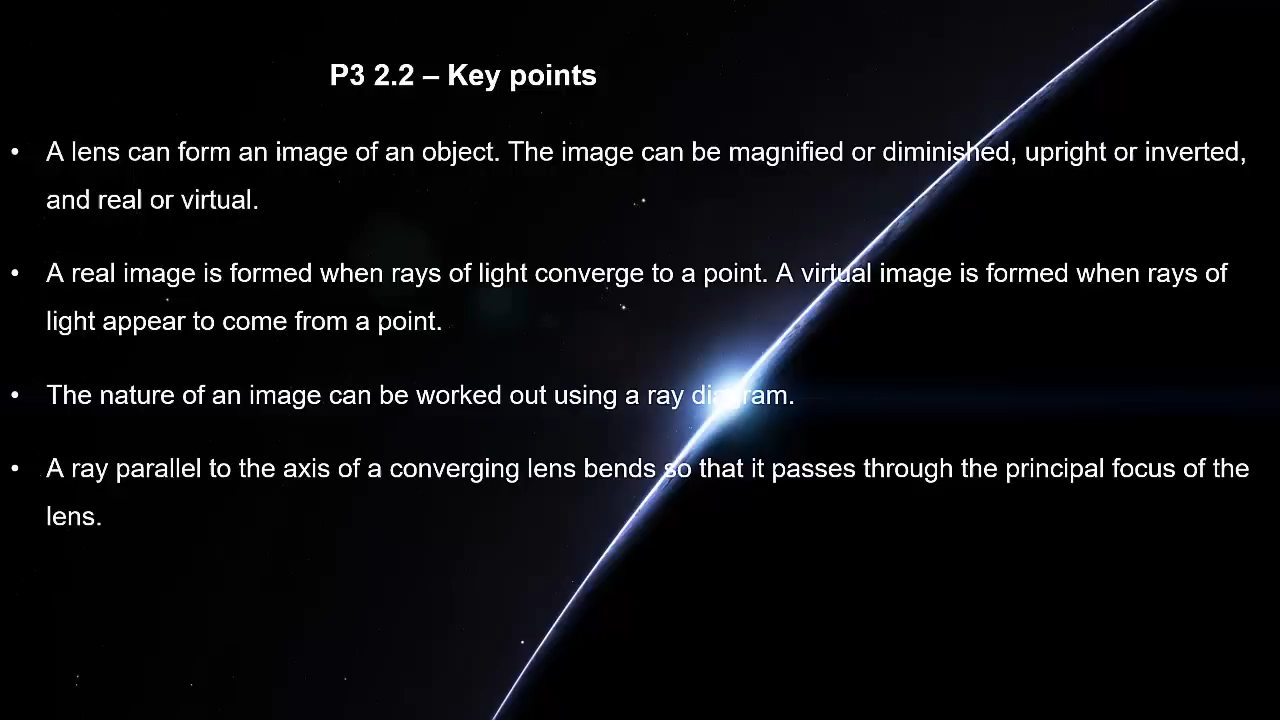 P3 2.2 – Key points
• A lens can form an image of an object. The image can be magnified or diminished, upright or inverted,
and real or virtual.
• A real image is formed when rays of light converge to a point. A virtual image is formed when rays of
light appear to come from a point.
• The nature of an image can be worked out using a ray diagram.
• A ray parallel to the axis of a converging lens bends so that it passes through the principal focus of the
lens.